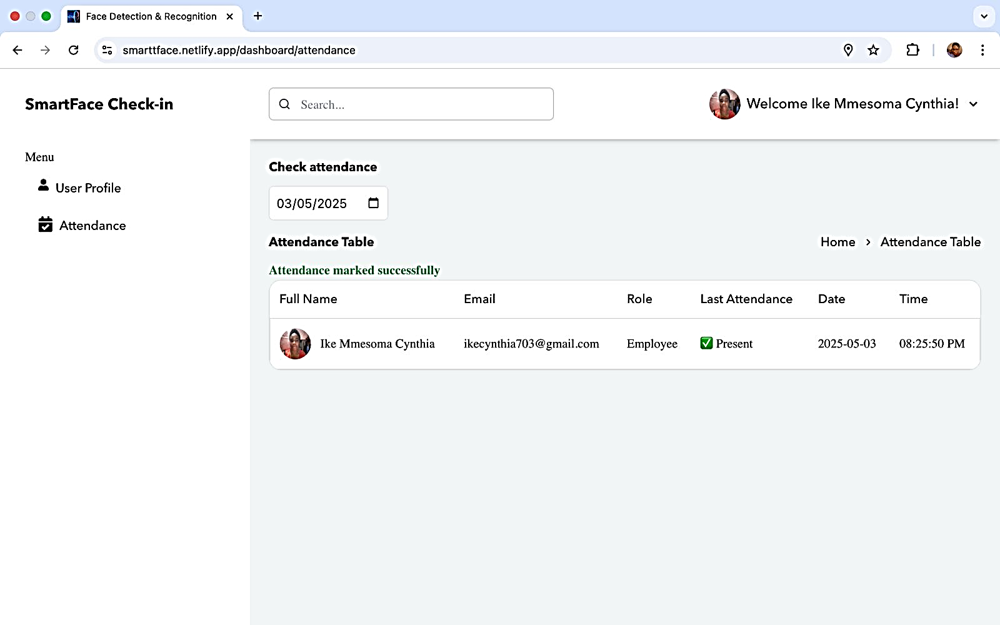 Face Detection & Recognition
smarttface.netlify.app/dashboard/attendance
SmartFace Check-in
Search...
Welcome Ike Mmesoma Cynthia!
Menu
User Profile
Attendance
Check attendance
03/05/2025
Attendance Table
Home > Attendance Table
Attendance marked successfully
Full Name Email Role Last Attendance Date Time
Ike Mmesoma Cynthia ikecynthia703@gmail.com Employee ✅ Present 2025-05-03 08:25:50 PM